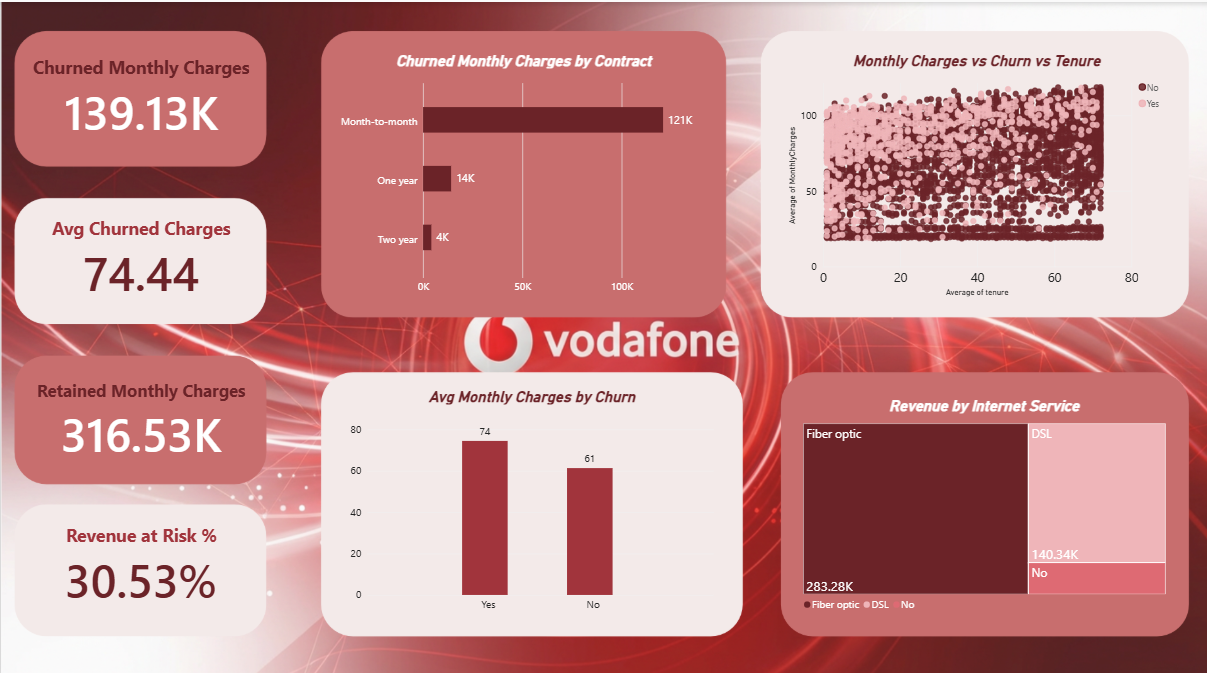 Churned Monthly Charges
139.13K
Avg Churned Charges
74.44
Retained Monthly Charges
316.53K
Revenue at Risk %
30.53%
Churned Monthly Charges by Contract
Month-to-month
121K
One year
14K
Two year
4K
0K
50K
100K
Monthly Charges vs Churn vs Tenure
No
Yes
Average of MonthlyCharges
100
50
0
0
20
40
60
80
Average of tenure
vodafone
Avg Monthly Charges by Churn
80
60
40
20
0
74
61
Yes
No
Revenue by Internet Service
Fiber optic
283.28K
DSL
140.34K
No
Fiber optic DSL No